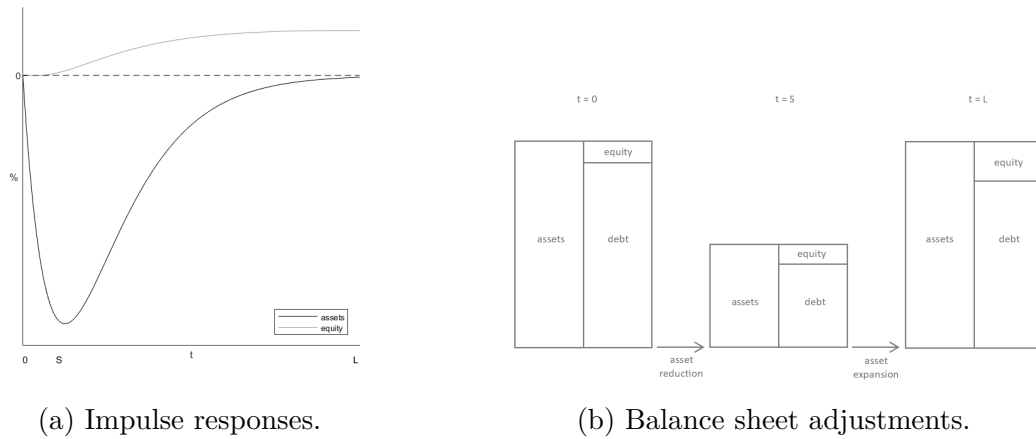 0
%
assets
equity
0
S
t
L
(a) Impulse responses.
t = 0
t = S
t = L
equity
assets
debt
equity
assets
debt
equity
assets
debt
asset
reduction
asset
expansion
(b) Balance sheet adjustments.